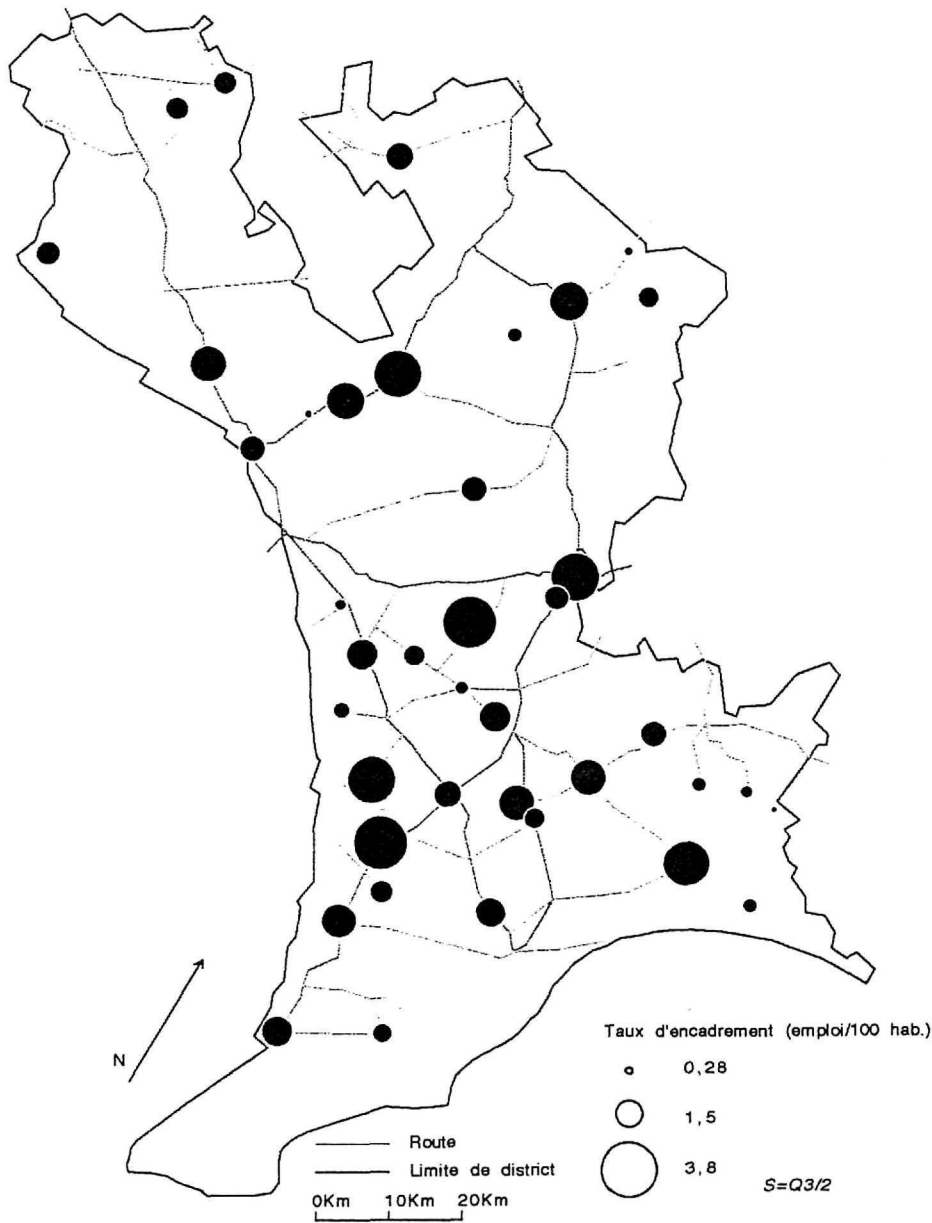 N
Taux d'encadrement (emploi/100 hab.)
0,28
1,5
3,8
S=Q3/2
Route
Limite de district
0Km 10Km 20Km